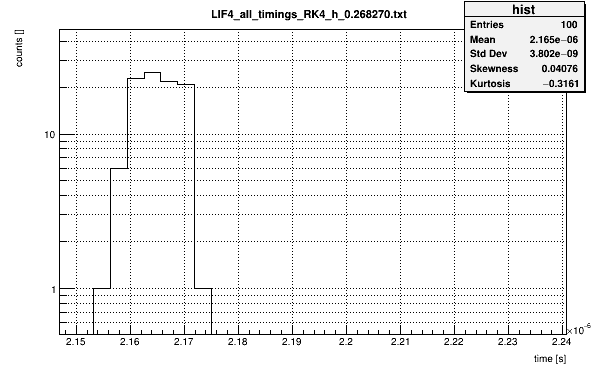 LIF4_all_timings_RK4_h_0.268270.txt
hist
Entries 100
Mean 2.165e−06
Std Dev 3.802e−09
Skewness 0.04076
Kurtosis −0.3161
counts []
10
1
2.15 2.16 2.17 2.18 2.19 2.2 2.21 2.22 2.23 2.24
×10−6
time [s]